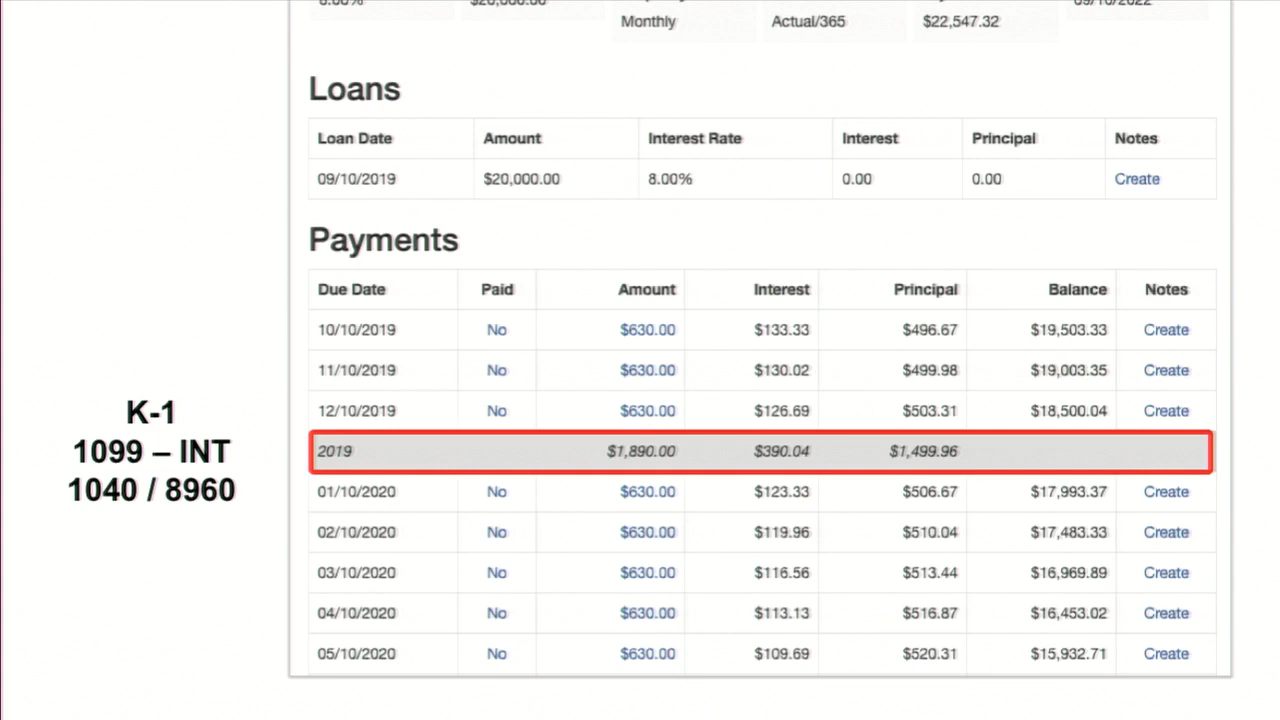 8.00% $20,000.00 09/10/2022
Monthly Actual/365 $22,547.32
Loans
Loan Date Amount Interest Rate Interest Principal Notes
09/10/2019 $20,000.00 8.00% 0.00 0.00 Create
Payments
Due Date Paid Amount Interest Principal Balance Notes
10/10/2019 No $630.00 $133.33 $496.67 $19,503.33 Create
11/10/2019 No $630.00 $130.02 $499.98 $19,003.35 Create
12/10/2019 No $630.00 $126.69 $503.31 $18,500.04 Create
2019 $1,890.00 $390.04 $1,499.96
01/10/2020 No $630.00 $123.33 $506.67 $17,993.37 Create
02/10/2020 No $630.00 $119.96 $510.04 $17,483.33 Create
03/10/2020 No $630.00 $116.56 $513.44 $16,969.89 Create
04/10/2020 No $630.00 $113.13 $516.87 $16,453.02 Create
05/10/2020 No $630.00 $109.69 $520.31 $15,932.71 Create
K-1
1099 – INT
1040 / 8960